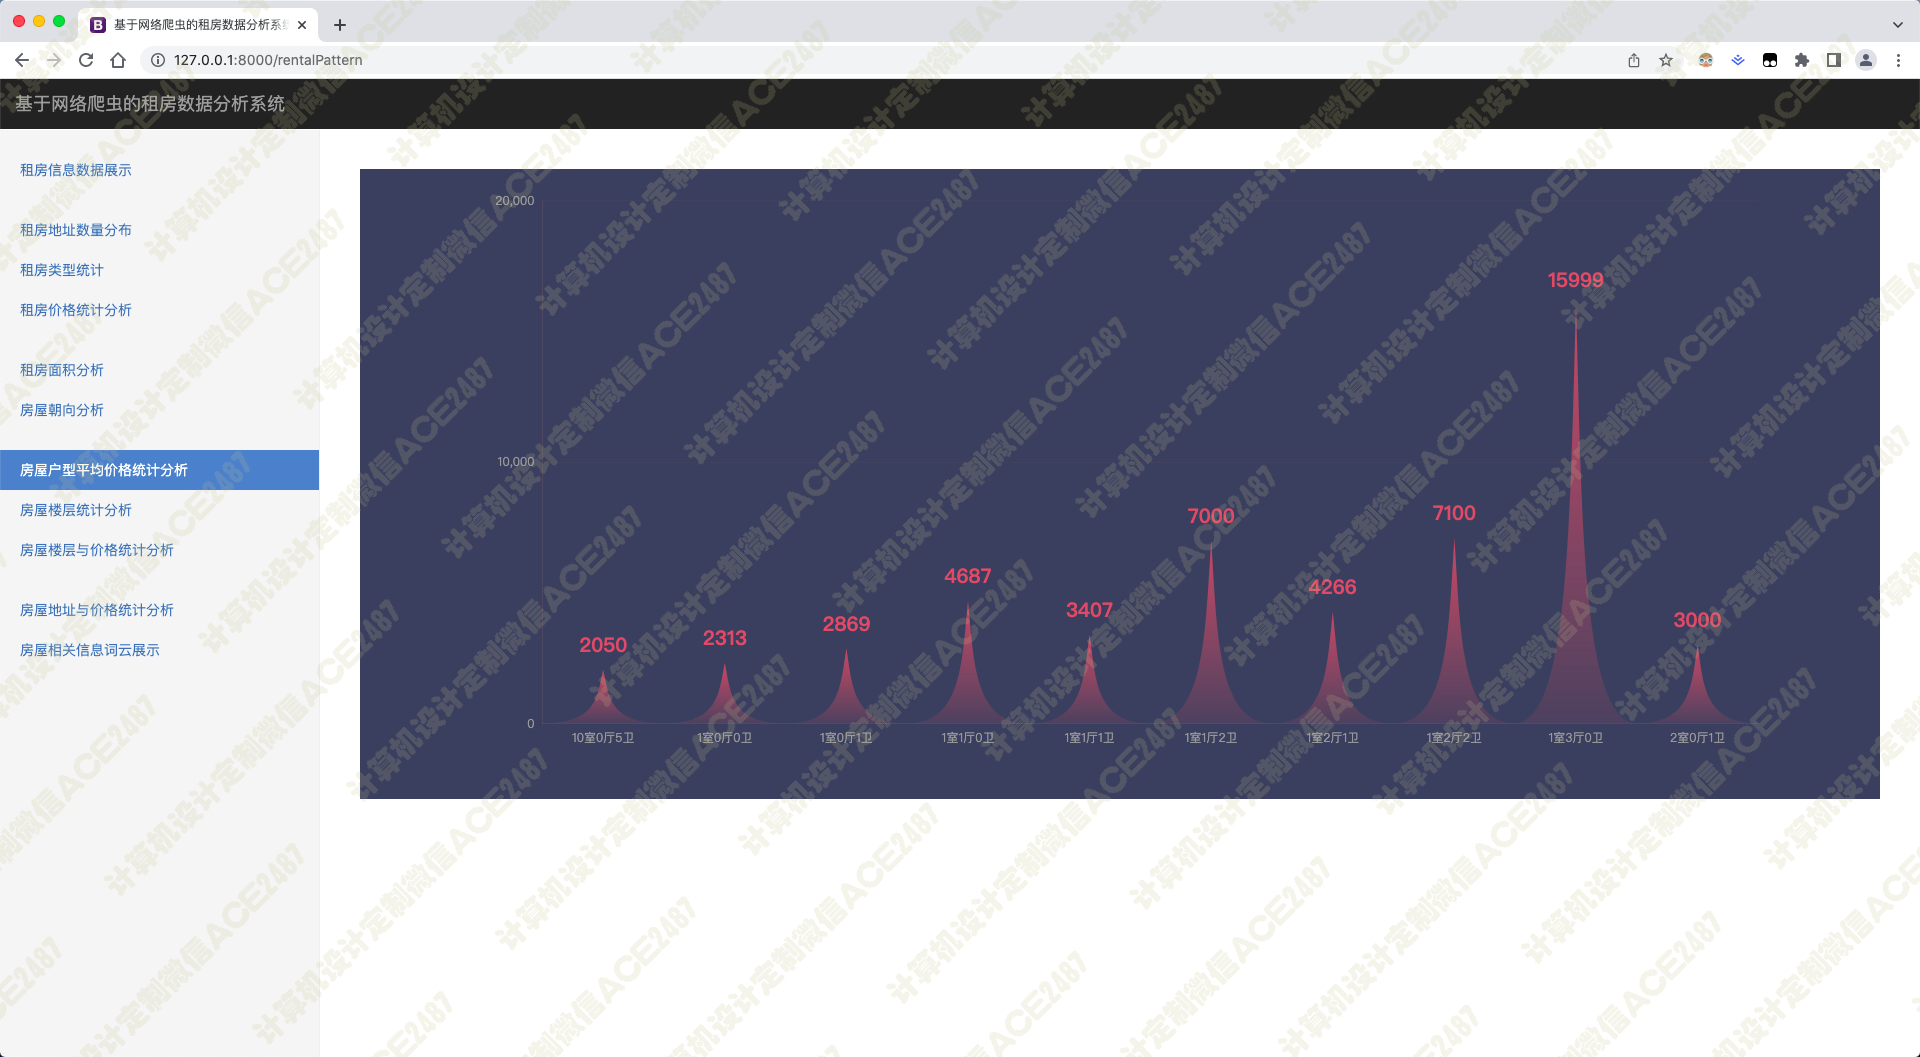 基于网络爬虫的租房数据分析系统
127.0.0.1:8000/rentalPattern
基于网络爬虫的租房数据分析系统
租房信息数据展示
租房地址数量分布
租房类型统计
租房价格统计分析
租房面积分析
房屋朝向分析
房屋户型平均价格统计分析
房屋楼层统计分析
房屋楼层与价格统计分析
房屋地址与价格统计分析
房屋相关信息词云展示
20,000
10,000
0
2050
2313
2869
4687
3407
7000
4266
7100
15999
3000
10室0厅5卫
1室0厅0卫
1室0厅1卫
1室1厅0卫
1室1厅1卫
1室1厅2卫
1室2厅1卫
1室2厅2卫
1室3厅0卫
2室0厅1卫
计算机设计定制微信ACE2487